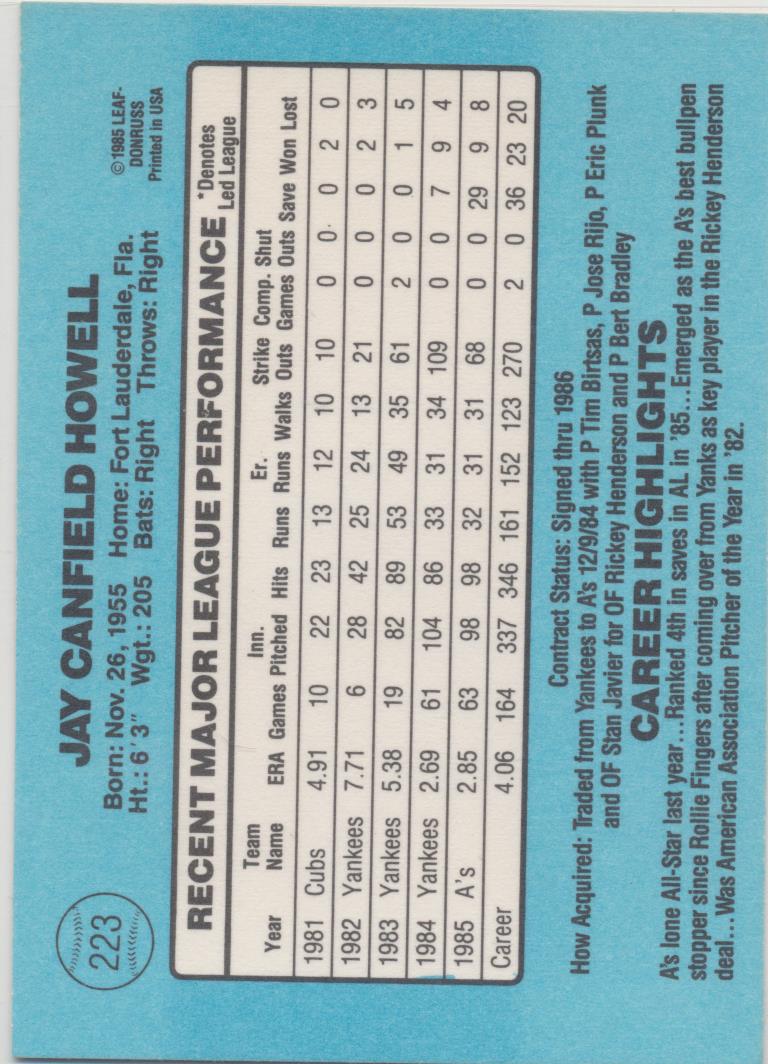 223
JAY CANFIELD HOWELL
Born: Nov. 26, 1955 Home: Fort Lauderdale, Fla.
Ht.: 6′3″ Wgt.: 205 Bats: Right Throws: Right
©1985 LEAF-
DONRUSS
Printed in USA
RECENT MAJOR LEAGUE PERFORMANCE
*Denotes
Led League
Year Team Name ERA Games Inn. Pitched Hits Runs Er. Runs Walks Strike Outs Comp. Games Shut Outs Save Won Lost
1981 Cubs 4.91 10 22 23 13 12 10 10 0 0 0 2 0
1982 Yankees 7.71 6 28 42 25 24 13 21 0 0 0 2 3
1983 Yankees 5.38 19 82 89 53 49 35 61 2 0 0 1 5
1984 Yankees 2.69 61 104 86 33 31 34 109 0 0 7 9 4
1985 A's 2.85 63 98 98 32 31 31 68 0 0 29 9 8
Career 4.06 164 337 346 161 152 123 270 2 0 36 23 20
Contract Status: Signed thru 1986
How Acquired: Traded from Yankees to A's 12/9/84 with P Tim Birtsas, P Jose Rijo, P Eric Plunk
and OF Stan Javier for OF Rickey Henderson and P Bert Bradley
CAREER HIGHLIGHTS
A's lone All-Star last year...Ranked 4th in saves in AL in '85...Emerged as the A's best bullpen
stopper since Rollie Fingers after coming over from Yanks as key player in the Rickey Henderson
deal...Was American Association Pitcher of the Year in '82.